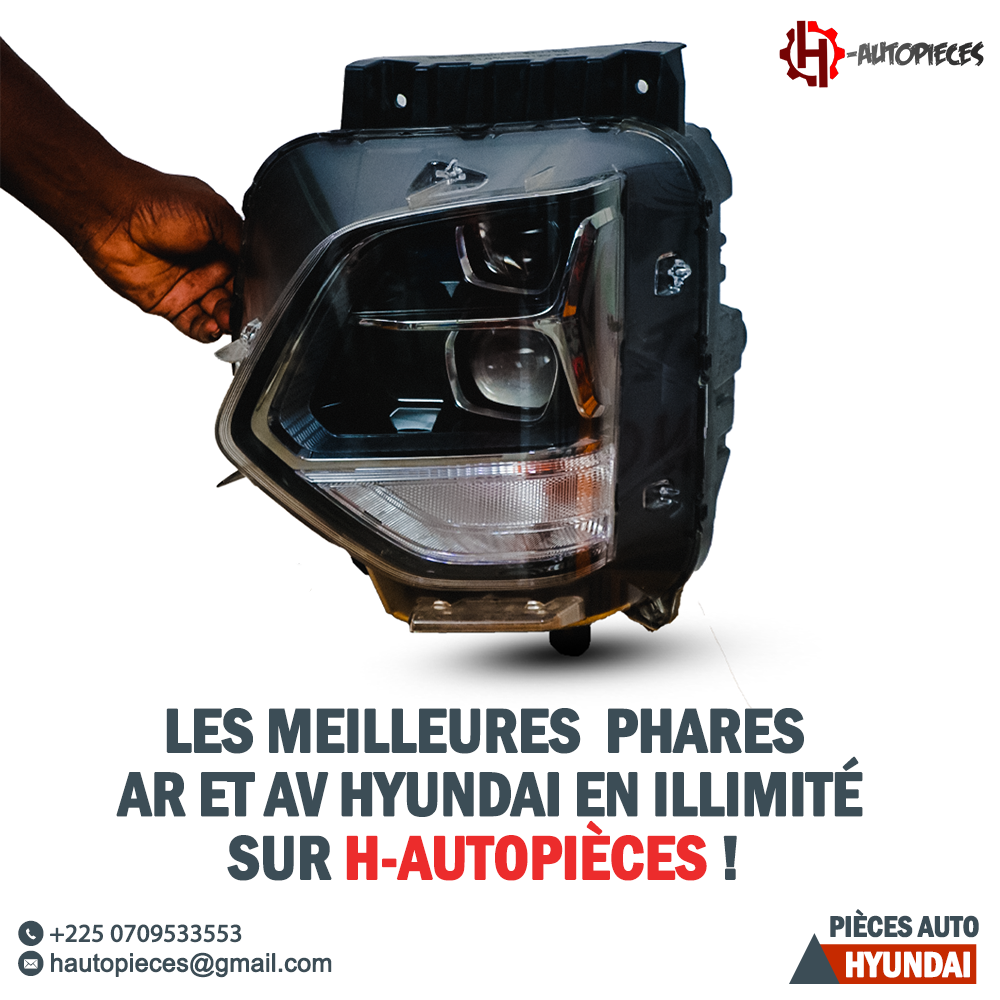 H-AUTOPIECES
LES MEILLEURES PHARES
AR ET AV HYUNDAI EN ILLIMITÉ
SUR H-AUTOPIÈCES !
+225 0709533553
hautopieces@gmail.com
PIÈCES AUTO
HYUNDAI